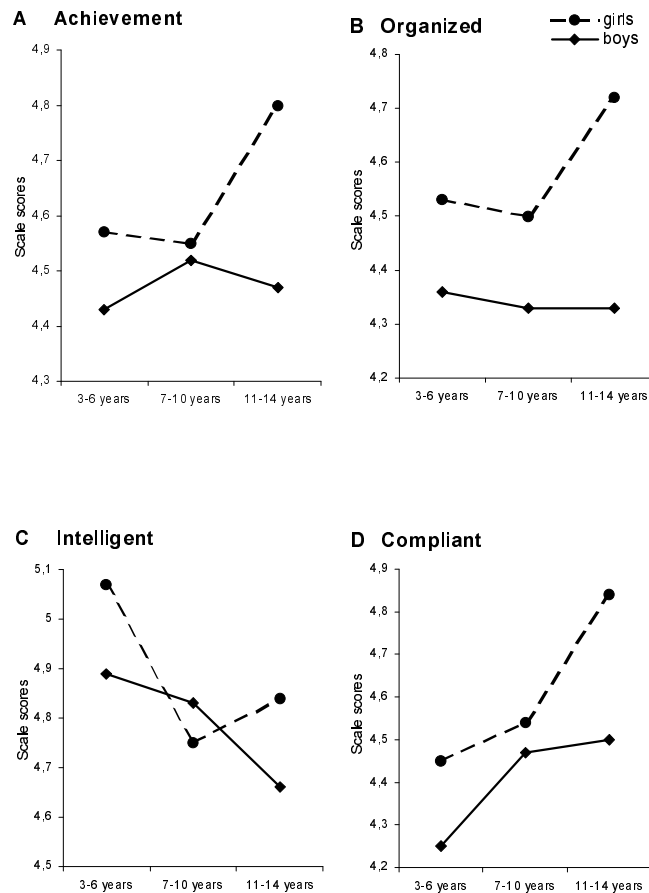 A Achievement
4,9
4,8
4,7
4,6
4,5
4,4
4,3
Scale scores
3-6 years 7-10 years 11-14 years
B Organized
girls
boys
4,8
4,7
4,6
4,5
4,4
4,3
4,2
Scale scores
3-6 years 7-10 years 11-14 years
C Intelligent
5,1
5
4,9
4,8
4,7
4,6
4,5
Scale scores
3-6 years 7-10 years 11-14 years
D Compliant
4,9
4,8
4,7
4,6
4,5
4,4
4,3
4,2
Scale scores
3-6 years 7-10 years 11-14 years